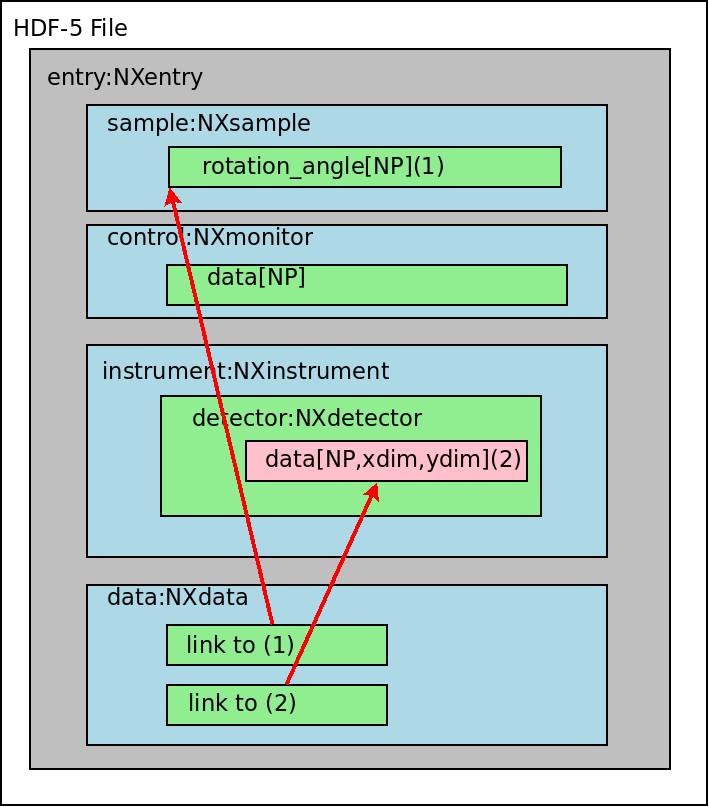 HDF-5 File
entry:NXentry
sample:NXsample
rotation_angle[NP](1)
control:NXmonitor
data[NP]
instrument:NXinstrument
detector:NXdetector
data[NP,xdim,ydim](2)
data:NXdata
link to (1)
link to (2)